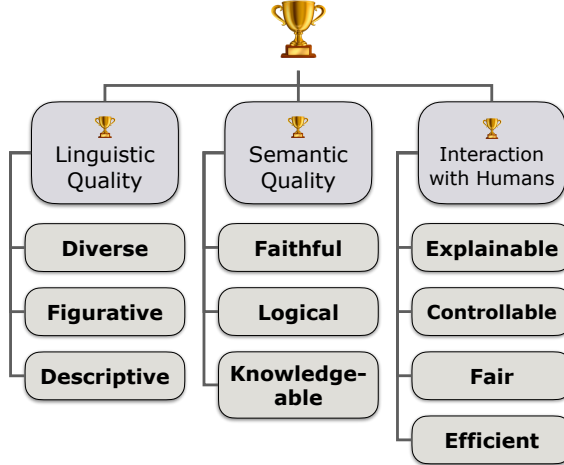 Linguistic
Quality
Diverse
Figurative
Descriptive
Semantic
Quality
Faithful
Logical
Knowledge-
able
Interaction
with Humans
Explainable
Controllable
Fair
Efficient